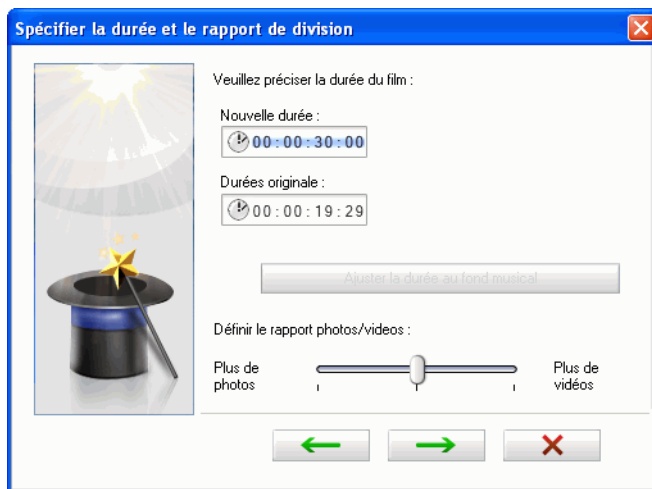 Spécifier la durée et le rapport de division
Veuillez préciser la durée du film :
Nouvelle durée :
00 : 00 : 30 : 00
Durées originale :
00 : 00 : 19 : 29
Ajuster la durée au fond musical
Définir le rapport photos/videos :
Plus de
photos
Plus de
vidéos